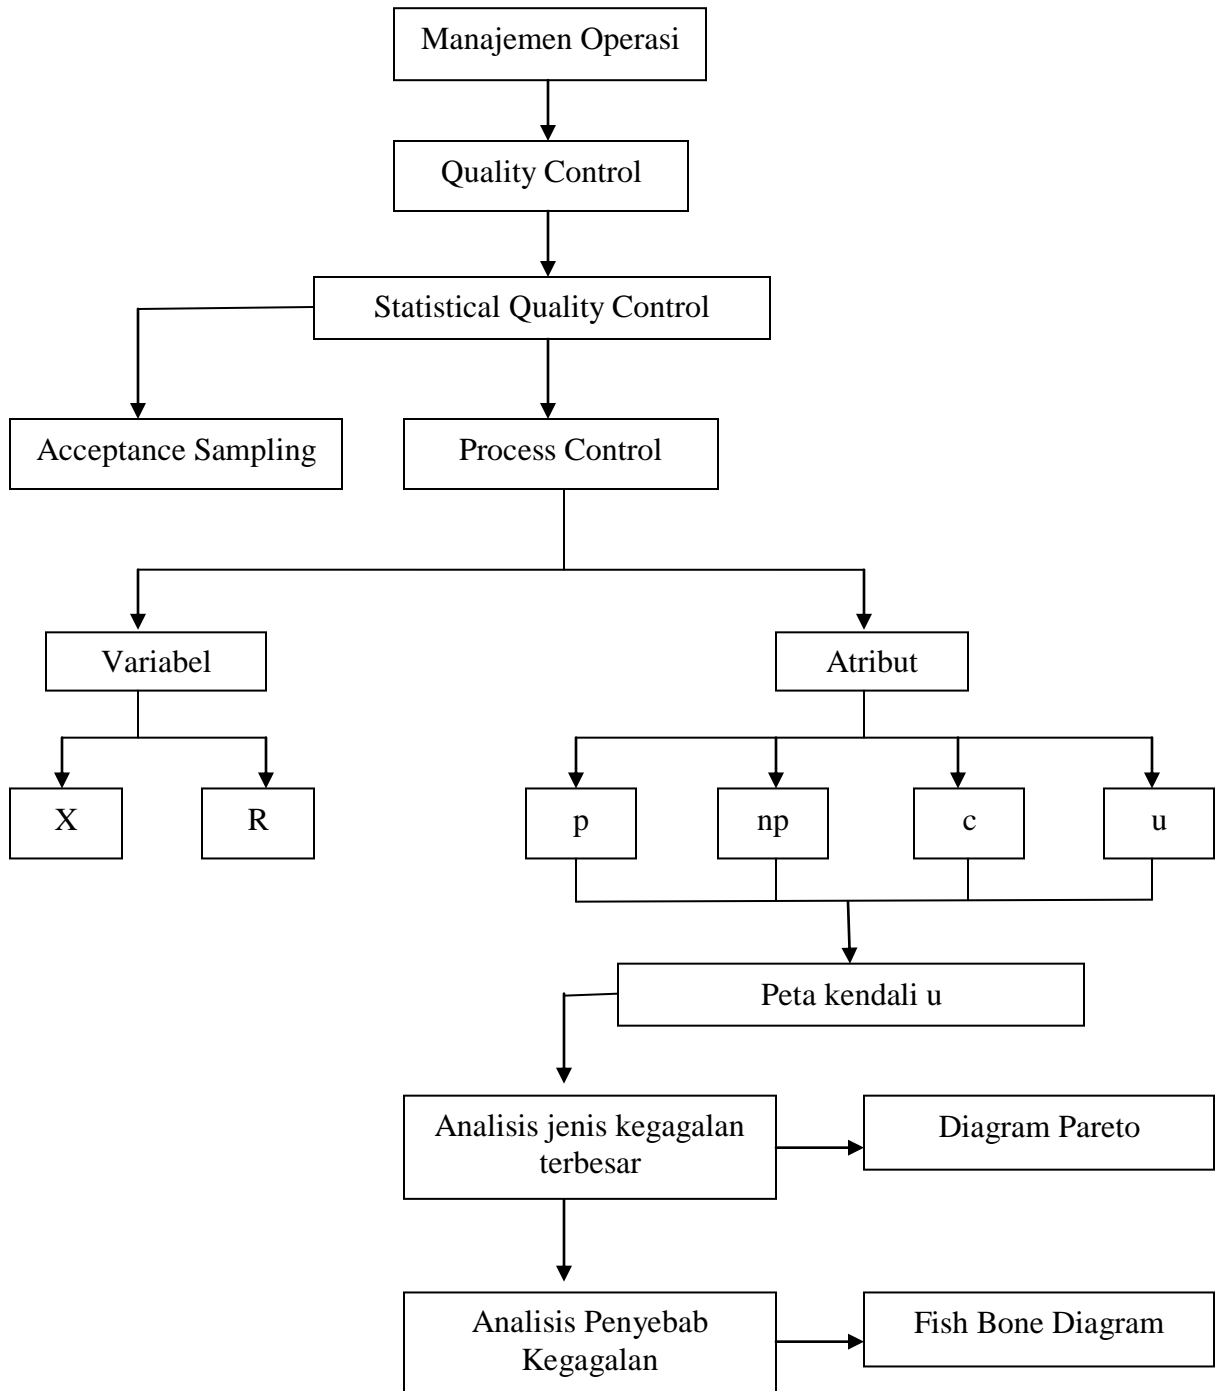 Manajemen Operasi
Quality Control
Statistical Quality Control
Acceptance Sampling
Process Control
Variabel
Atribut
X
R
p
np
c
u
Peta kendali u
Analisis jenis kegagalan
terbesar
Diagram Pareto
Analisis Penyebab
Kegagalan
Fish Bone Diagram